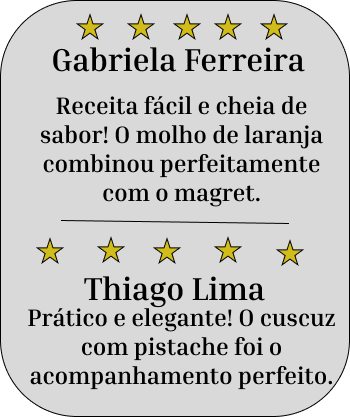 Gabriela Ferreira
Receita fácil e cheia de
sabor! O molho de laranja
combinou perfeitamente
com o magret.
Thiago Lima
Prático e elegante! O cuscuz
com pistache foi o
acompanhamento perfeito.